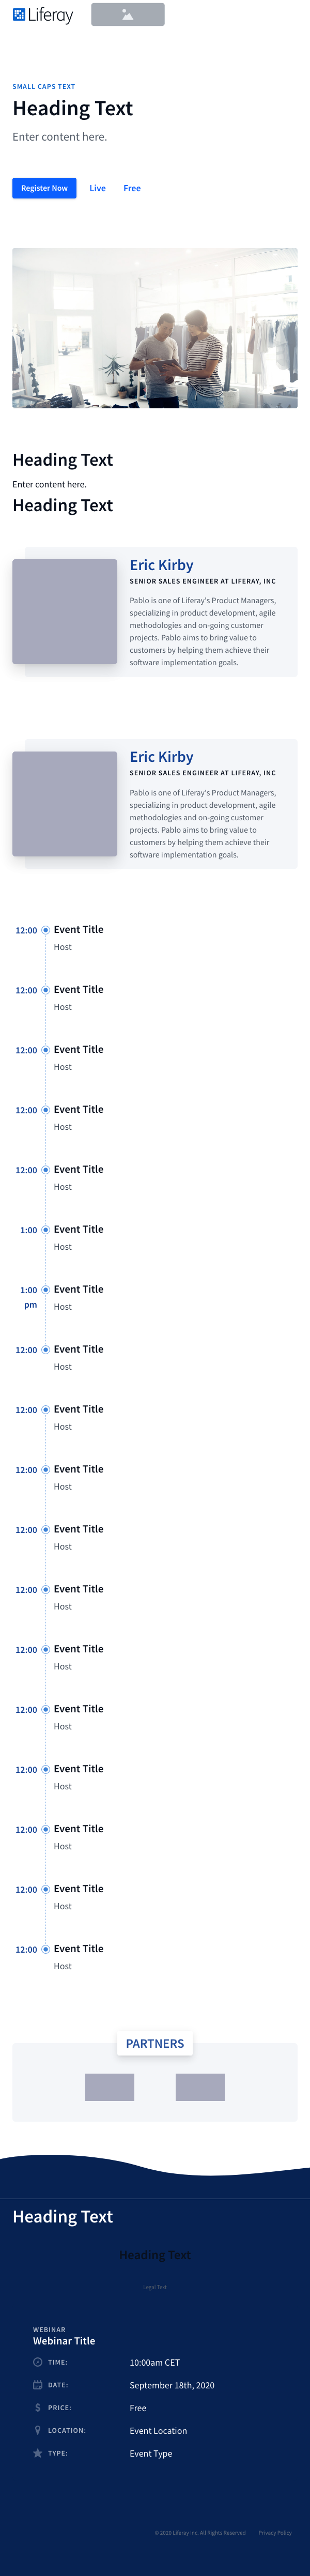 Liferay
SMALL CAPS TEXT
Heading Text
Enter content here.
Register Now Live Free
Heading Text
Enter content here.
Heading Text
Eric Kirby
SENIOR SALES ENGINEER AT LIFERAY, INC
Pablo is one of Liferay's Product Managers,
specializing in product development, agile
methodologies and on-going customer
projects. Pablo aims to bring value to
customers by helping them achieve their
software implementation goals.
Eric Kirby
SENIOR SALES ENGINEER AT LIFERAY, INC
Pablo is one of Liferay's Product Managers,
specializing in product development, agile
methodologies and on-going customer
projects. Pablo aims to bring value to
customers by helping them achieve their
software implementation goals.
12:00 Event Title
Host
12:00 Event Title
Host
12:00 Event Title
Host
12:00 Event Title
Host
12:00 Event Title
Host
1:00 Event Title
Host
1:00 Event Title
pm Host
12:00 Event Title
Host
12:00 Event Title
Host
12:00 Event Title
Host
12:00 Event Title
Host
12:00 Event Title
Host
12:00 Event Title
Host
12:00 Event Title
Host
12:00 Event Title
Host
12:00 Event Title
Host
12:00 Event Title
Host
12:00 Event Title
Host
PARTNERS
Heading Text
Heading Text
Legal Text
WEBINAR
Webinar Title
TIME: 10:00am CET
DATE: September 18th, 2020
PRICE: Free
LOCATION: Event Location
TYPE: Event Type
© 2020 Liferay Inc. All Rights Reserved Privacy Policy